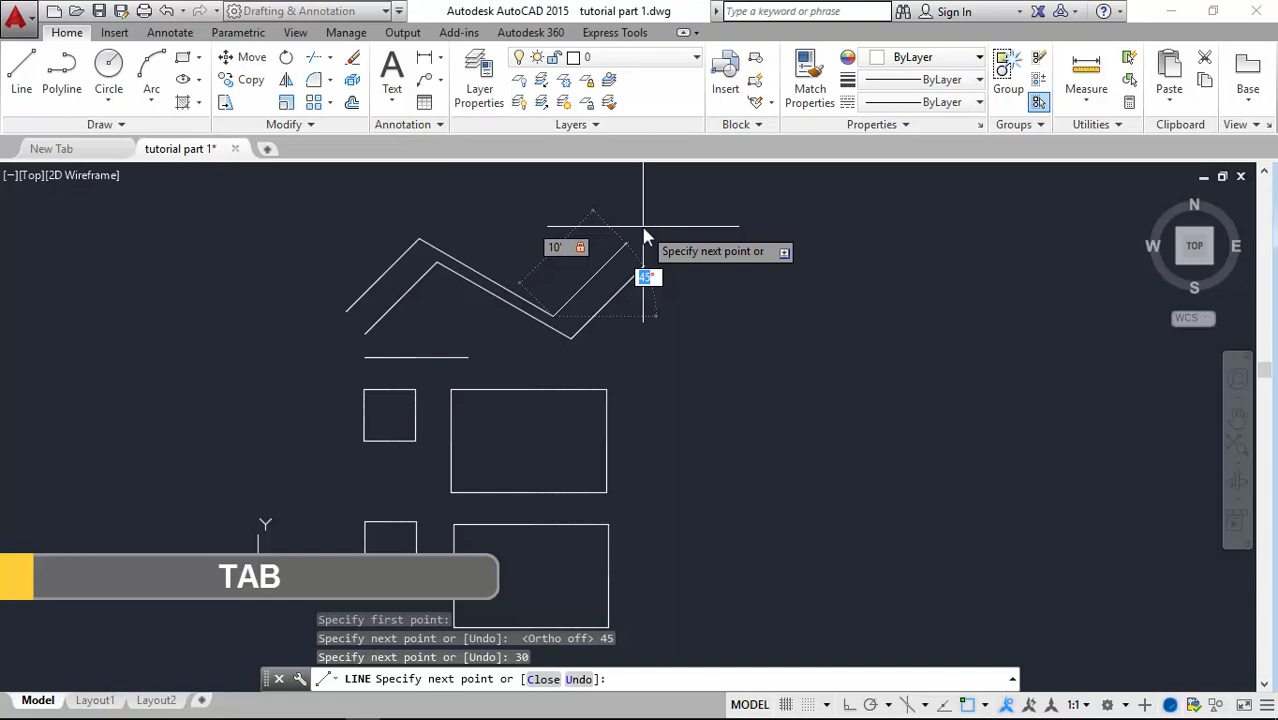 Drafting & Annotation
Autodesk AutoCAD 2015 tutorial part 1.dwg
Type a keyword or phrase
Sign In
Home Insert Annotate Parametric View Manage Output Add-ins Autodesk 360 Express Tools
Line Polyline Circle Arc
Move
Copy
Text
Layer Properties
0
Insert
Match Properties
ByLayer
ByLayer
ByLayer
Group
Measure
Paste
Base
Draw Modify Annotation Layers Block Properties Groups Utilities Clipboard View
New Tab tutorial part 1*
[−][Top][2D Wireframe]
N
W TOP E
S
WCS
10'
Specify next point or
45°
Y
TAB
Specify first point:
Specify next point or [Undo]: <Ortho off> 45
Specify next point or [Undo]: 30
LINE Specify next point or [Close Undo]:
Model Layout1 Layout2
MODEL 1:1